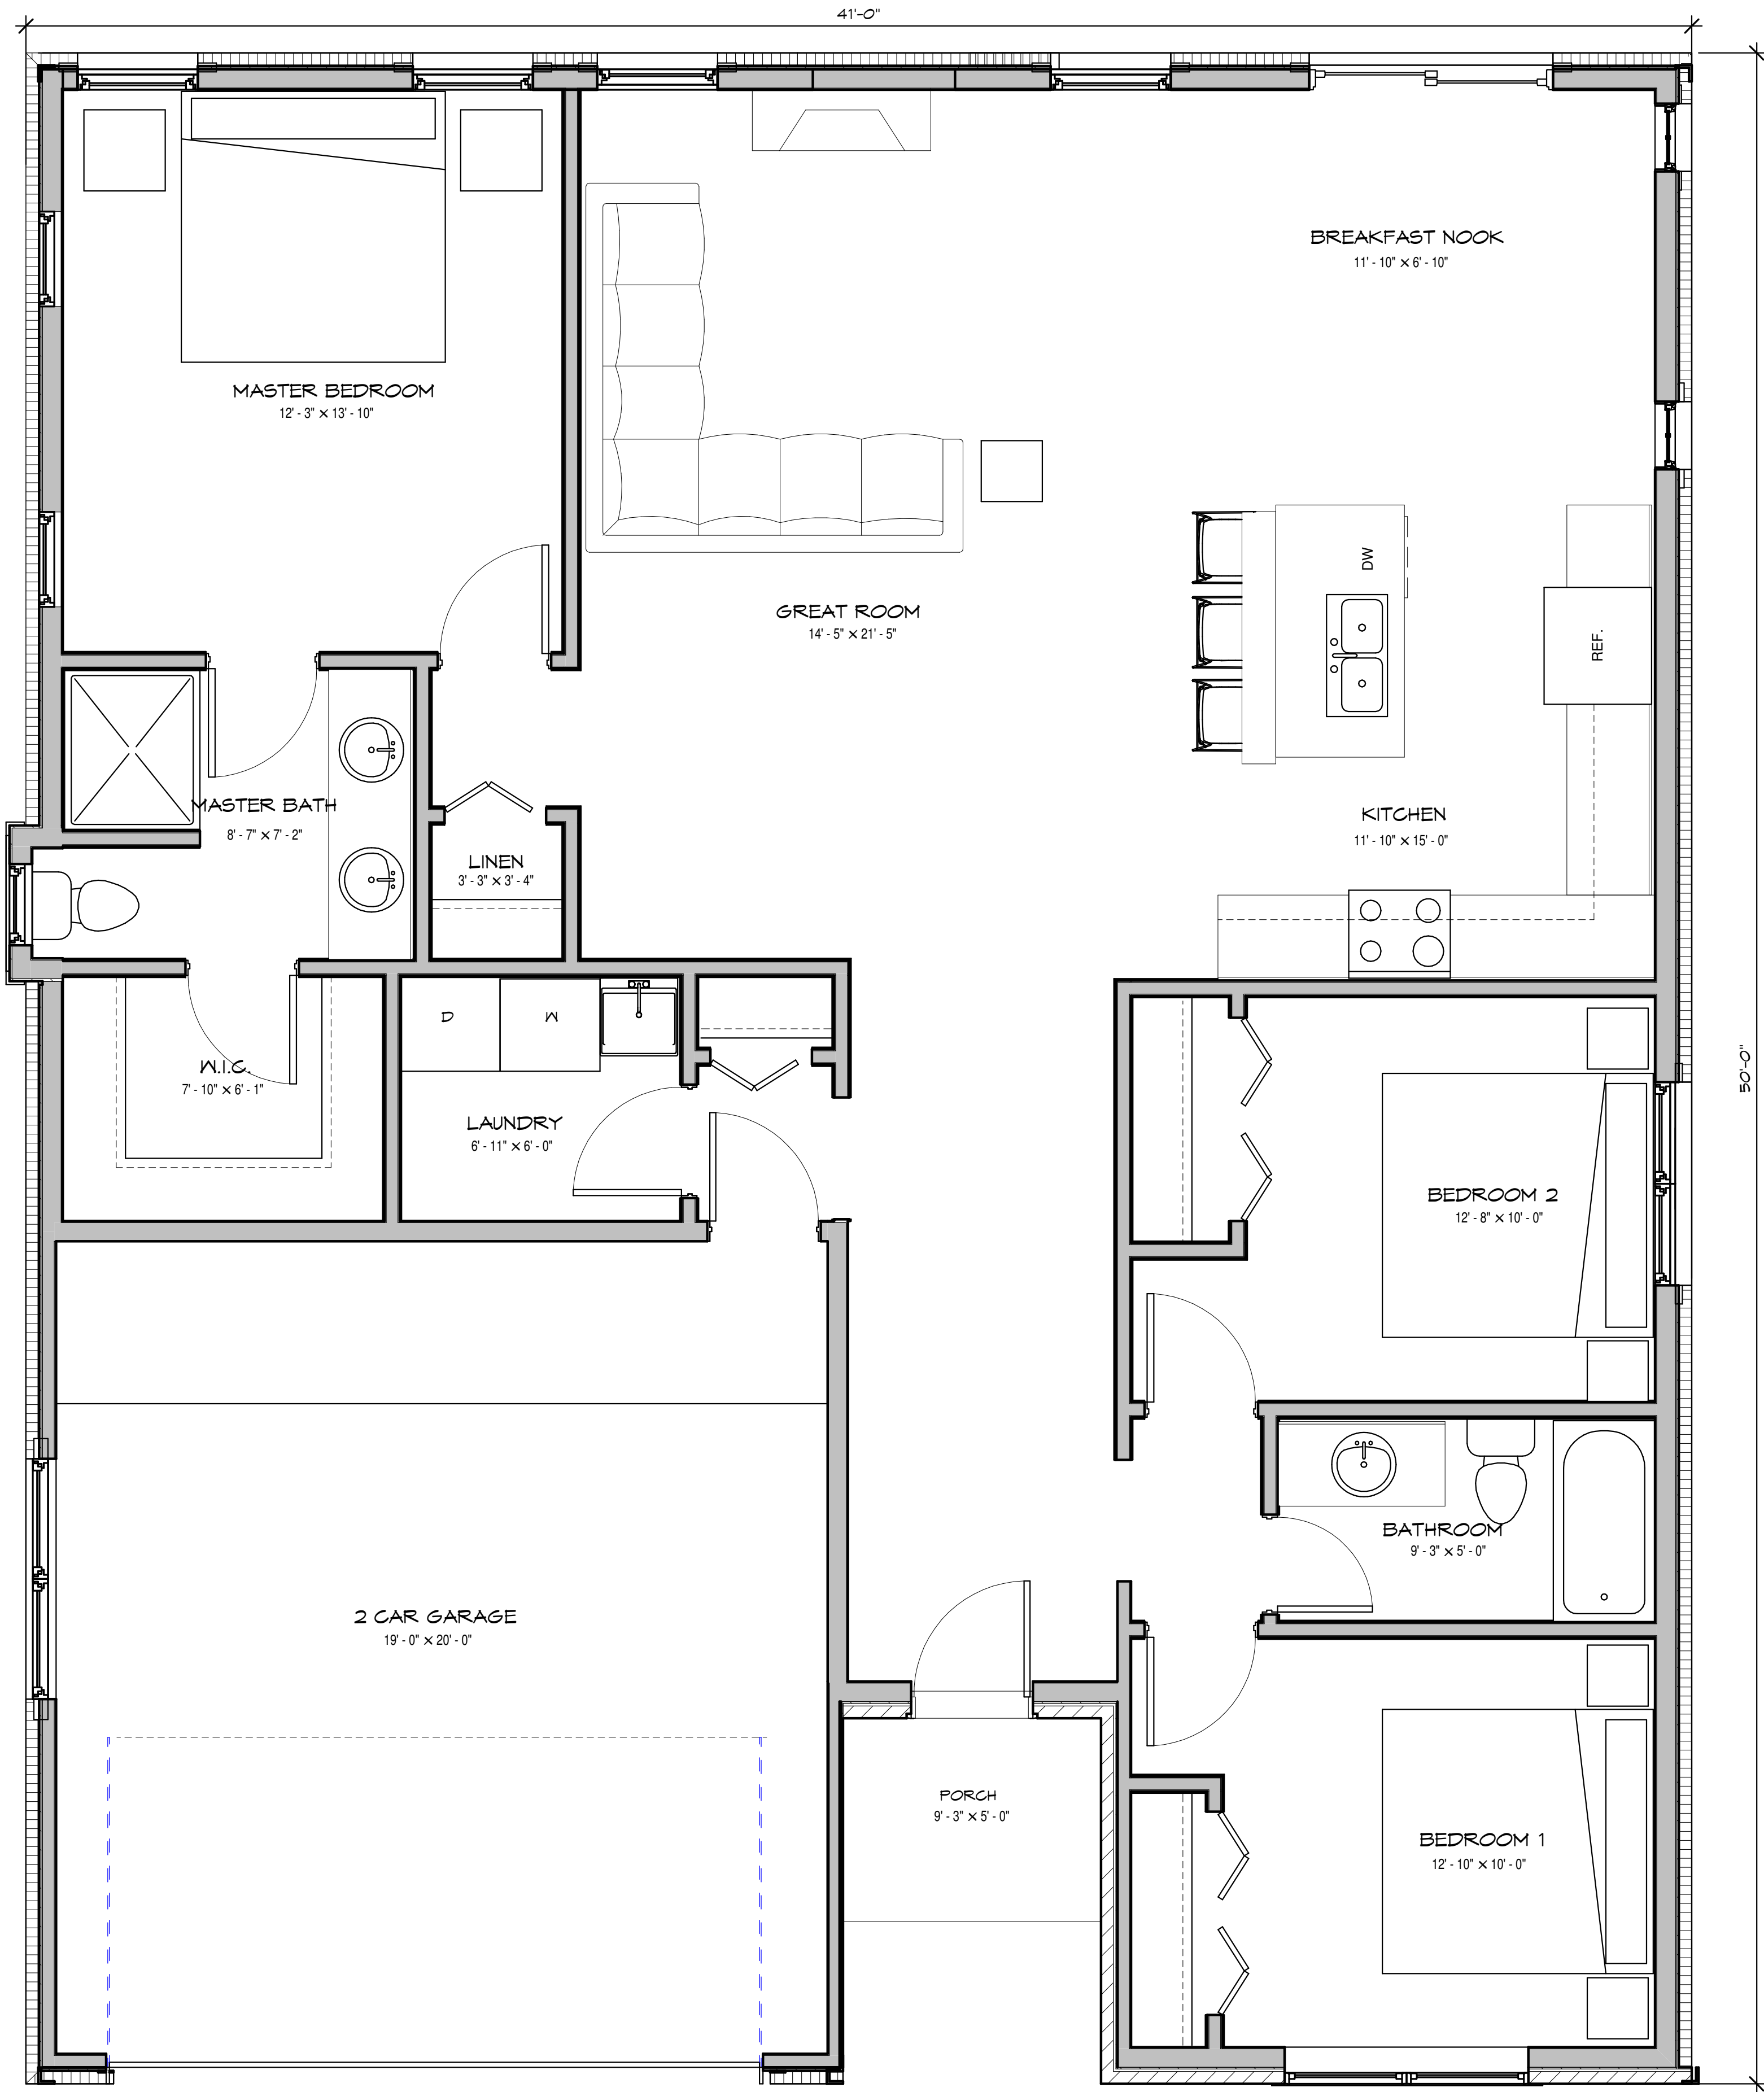 41'-0"
BREAKFAST NOOK
11' - 10" × 6' - 10"
MASTER BEDROOM
12' - 3" × 13' - 10"
GREAT ROOM
14' - 5" × 21' - 5"
DW
REF.
MASTER BATH
8' - 7" × 7' - 2"
KITCHEN
11' - 10" × 15' - 0"
LINEN
3' - 3" × 3' - 4"
D
W
W.I.C.
7' - 10" × 6' - 1"
50'-0"
LAUNDRY
6' - 11" × 6' - 0"
BEDROOM 2
12' - 8" × 10' - 0"
BATHROOM
9' - 3" × 5' - 0"
2 CAR GARAGE
19' - 0" × 20' - 0"
PORCH
9' - 3" × 5' - 0"
BEDROOM 1
12' - 10" × 10' - 0"